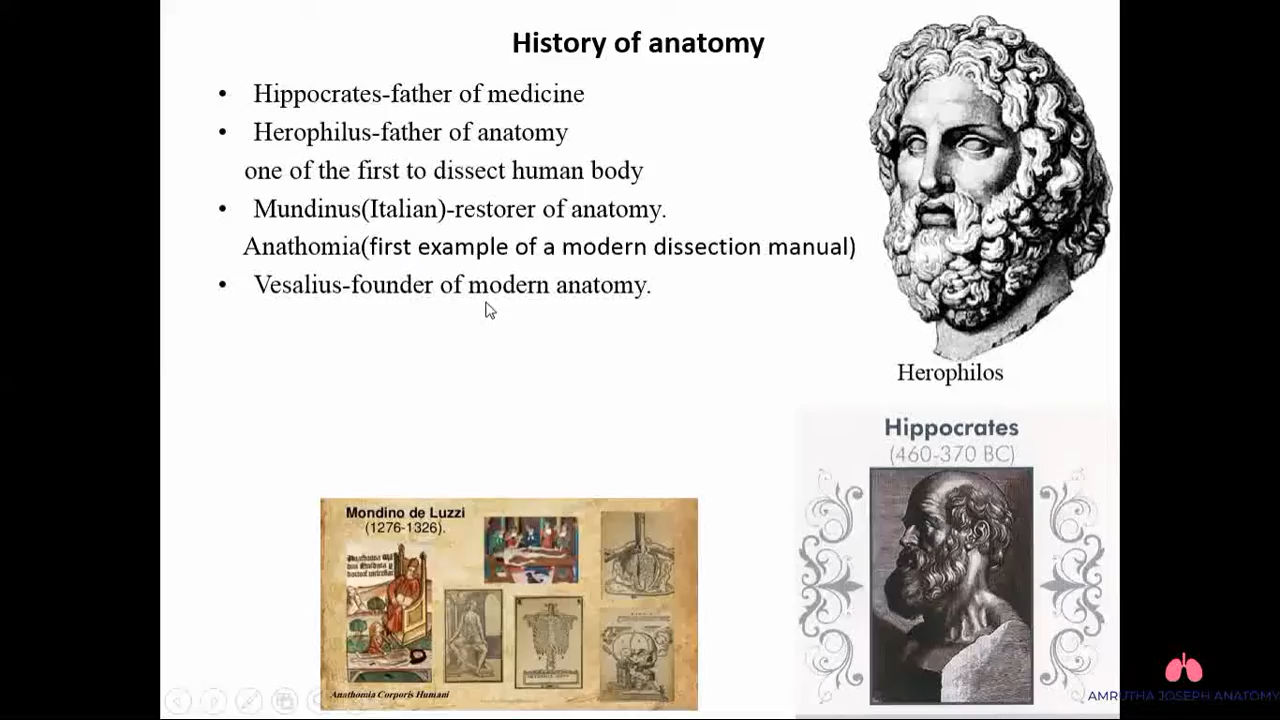 History of anatomy
• Hippocrates-father of medicine
• Herophilus-father of anatomy
one of the first to dissect human body
• Mundinus(Italian)-restorer of anatomy.
Anathomia(first example of a modern dissection manual)
• Vesalius-founder of modern anatomy.
Herophilos
Hippocrates
(460-370 BC)
Mondino de Luzzi
(1276-1326).
Anathomia Corporis Humani
AMRUTHA JOSEPH ANATOMY